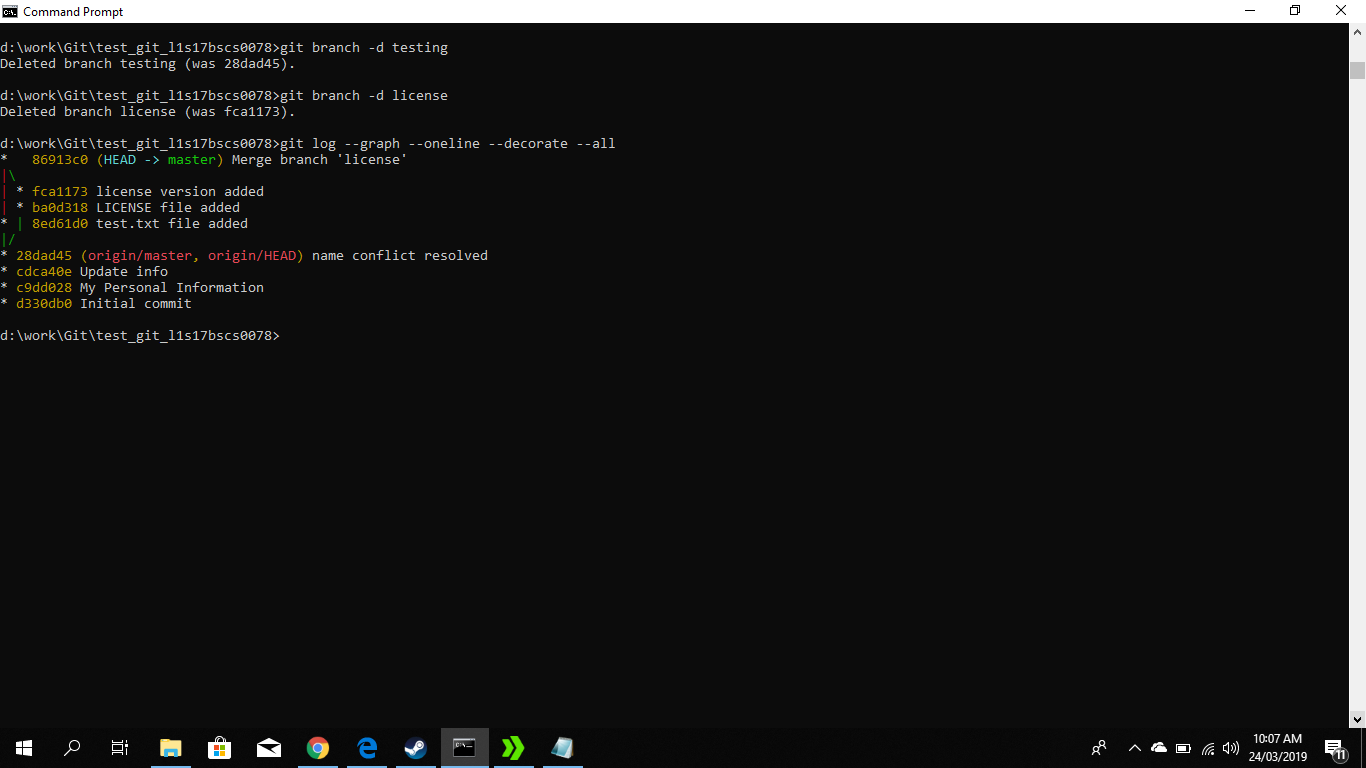 Command Prompt
d:\work\Git\test_git_l1s17bscs0078>git branch -d testing
Deleted branch testing (was 28dad45).
d:\work\Git\test_git_l1s17bscs0078>git branch -d license
Deleted branch license (was fca1173).
d:\work\Git\test_git_l1s17bscs0078>git log --graph --oneline --decorate --all
*   86913c0 (HEAD -> master) Merge branch 'license'
|\
| * fca1173 license version added
| * ba0d318 LICENSE file added
* | 8ed61d0 test.txt file added
|/
* 28dad45 (origin/master, origin/HEAD) name conflict resolved
* cdca40e Update info
* c9dd028 My Personal Information
* d330db0 Initial commit
d:\work\Git\test_git_l1s17bscs0078>
10:07 AM
24/03/2019
11